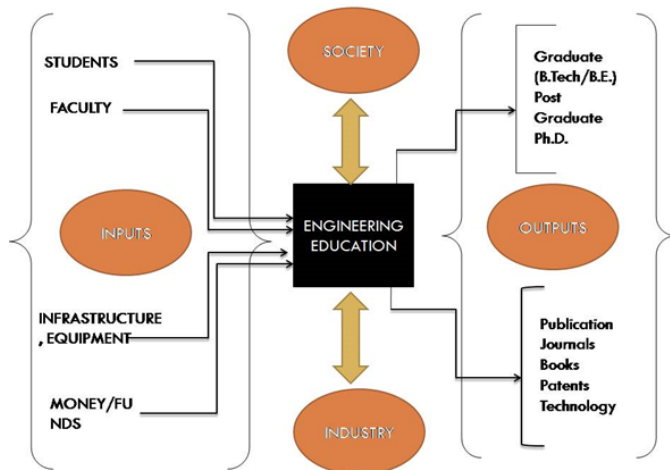 SOCIETY
STUDENTS
FACULTY
INPUTS
INFRASTRUCTURE
, EQUIPMENT
MONEY/FU
NDS
ENGINEERING
EDUCATION
INDUSTRY
Graduate
(B.Tech/B.E.)
Post
Graduate
Ph.D.
OUTPUTS
Publication
Journals
Books
Patents
Technology